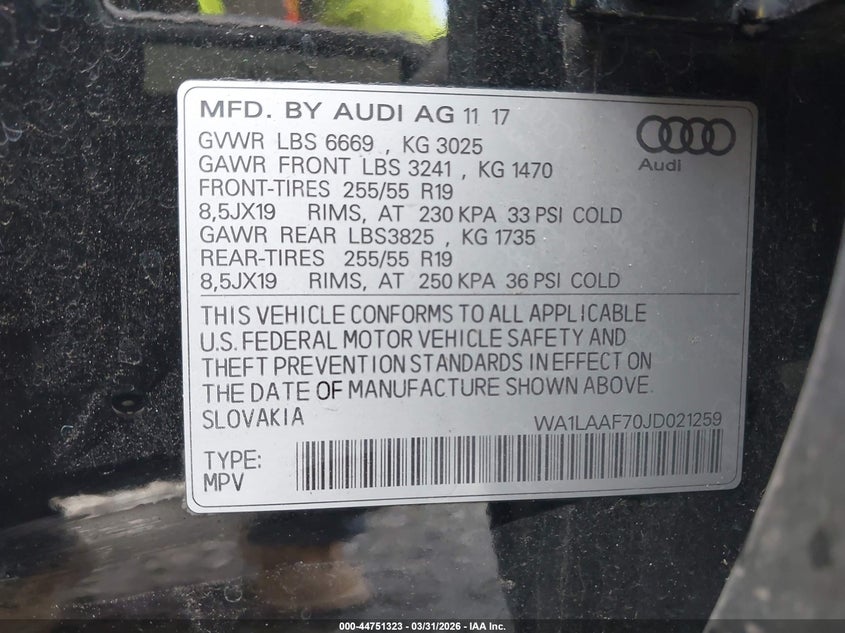 MFD. BY AUDI AG 11 17
GVWR LBS 6669 , KG 3025
GAWR FRONT LBS 3241 , KG 1470
FRONT-TIRES 255/55 R19
8,5JX19 RIMS, AT 230 KPA 33 PSI COLD
GAWR REAR LBS3825 , KG 1735
REAR-TIRES 255/55 R19
8,5JX19 RIMS, AT 250 KPA 36 PSI COLD
Audi
THIS VEHICLE CONFORMS TO ALL APPLICABLE
U.S. FEDERAL MOTOR VEHICLE SAFETY AND
THEFT PREVENTION STANDARDS IN EFFECT ON
THE DATE OF MANUFACTURE SHOWN ABOVE.
SLOVAKIA WA1LAAF70JD021259
TYPE:
MPV
000-44751323 - 03/31/2026 - IAA Inc.